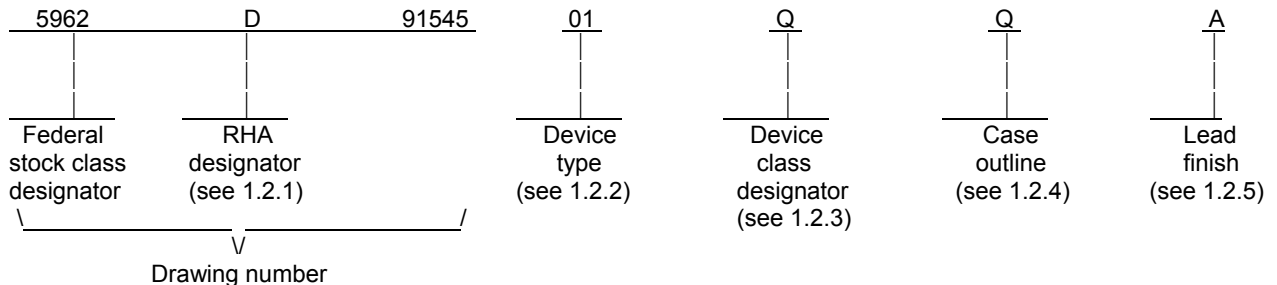 5962 D 91545 01 Q Q A
Federal stock class designator
RHA designator (see 1.2.1)
Device type (see 1.2.2)
Device class designator (see 1.2.3)
Case outline (see 1.2.4)
Lead finish (see 1.2.5)
Drawing number